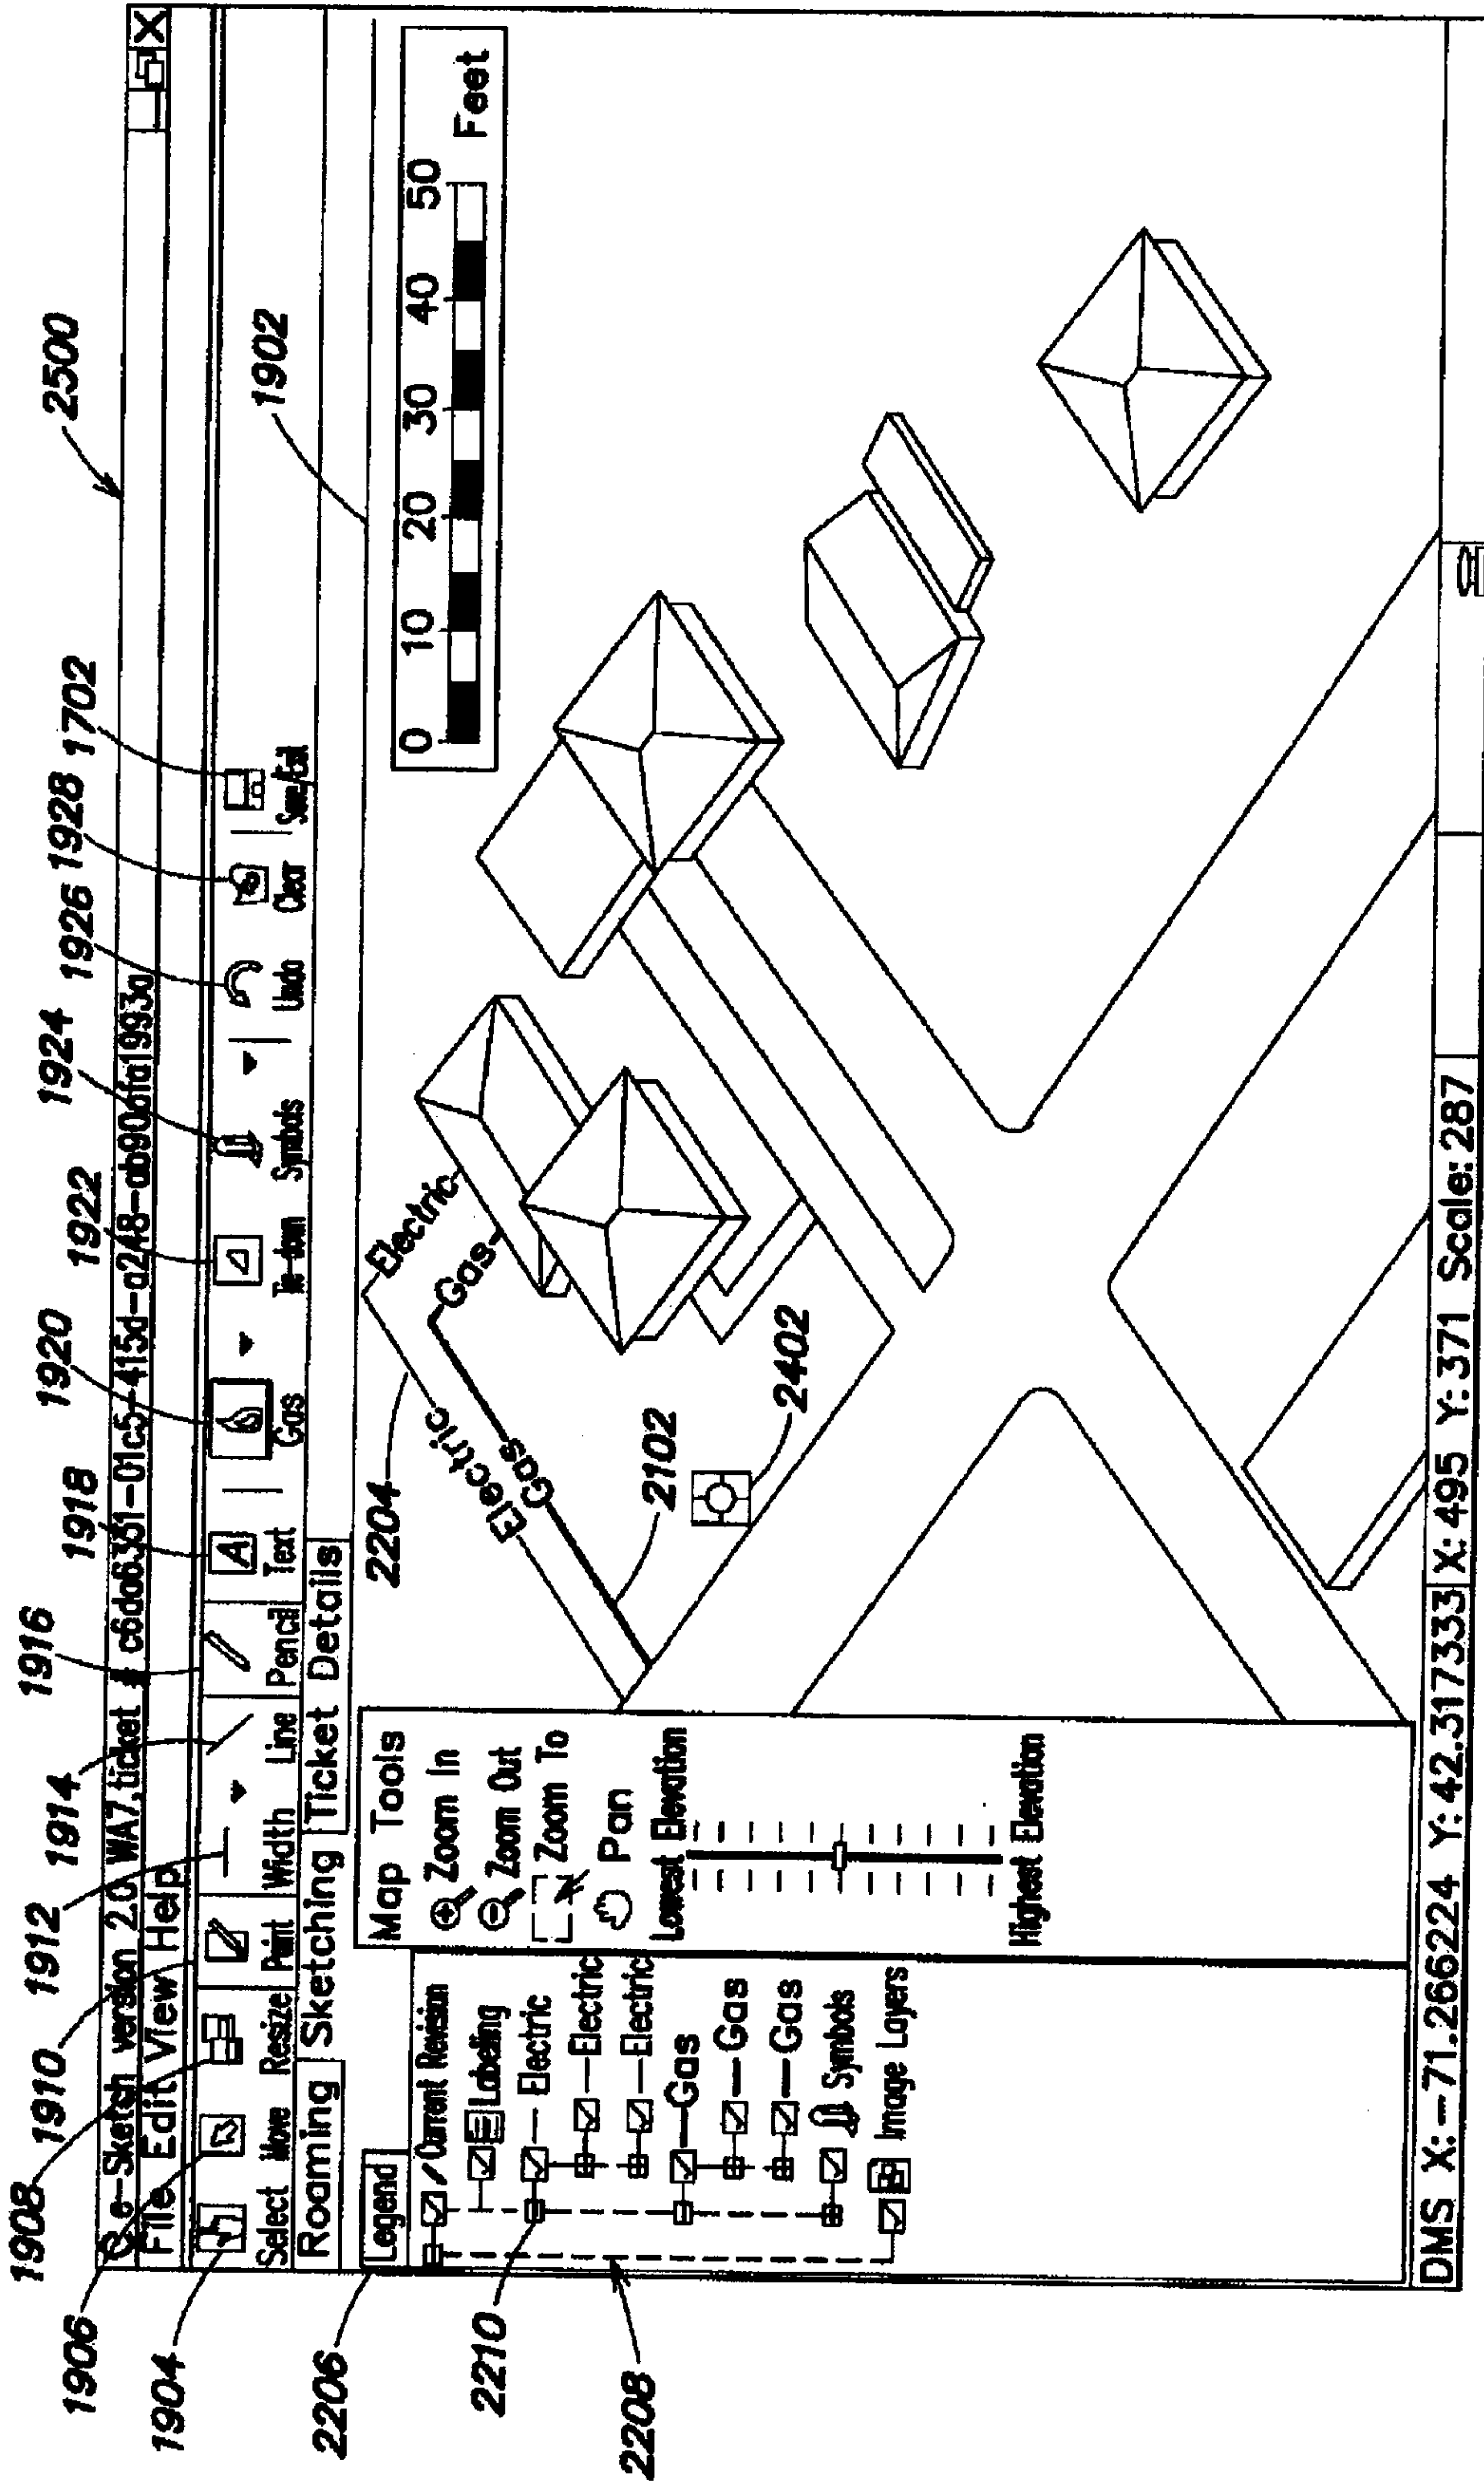 2500
1908 1910 1912 1914 1916 1918 1920 1922 1924 1926 1928 1702
1906
1904
e-Sketch version 2.0, WA7, ticket # c6da6331-01c5-415d-a248-ab90afa1993a
X
File Edit View Help
Select Move Resize Paint Width Line Pencil Text Gas Tie-down Symbols Undo Clear Save/Exit
A
Roaming Sketching Ticket Details
1902
2206
2210
2208
Legend
Current Revision
Labeling
Electric
Electric
Electric
Gas
Gas
Gas
Symbols
Image Layers
Map Tools
Zoom In
Zoom Out
Zoom To
Pan
Lowest Elevation
Highest Elevation
0 10 20 30 40 50 Feet
2204
Electric
Electric
Gas
Gas
2102
2402
DMS X:-71.266224 Y:42.317333 X:495 Y:371 Scale:287